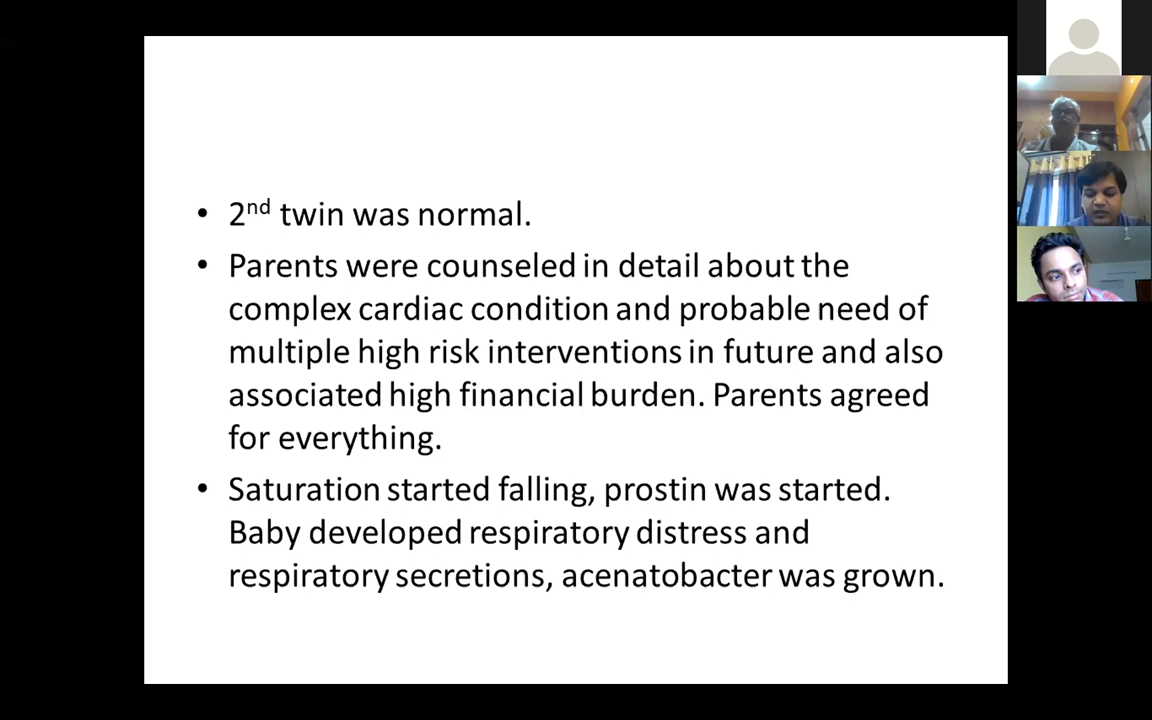 • 2nd twin was normal.
• Parents were counseled in detail about the
complex cardiac condition and probable need of
multiple high risk interventions in future and also
associated high financial burden. Parents agreed
for everything.
• Saturation started falling, prostin was started.
Baby developed respiratory distress and
respiratory secretions, acenatobacter was grown.